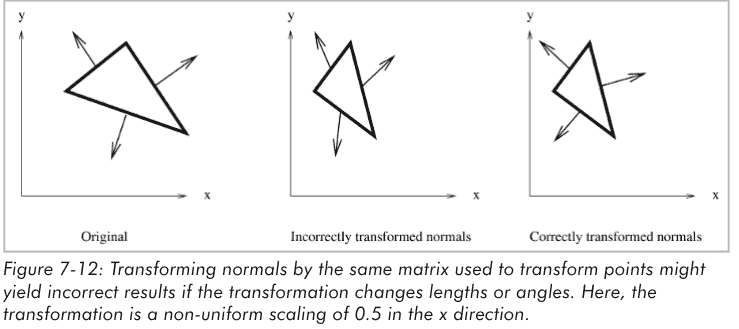 y
y
y
x
x
x
Original
Incorrectly transformed normals
Correctly transformed normals
Figure 7-12: Transforming normals by the same matrix used to transform points might
yield incorrect results if the transformation changes lengths or angles. Here, the
transformation is a non-uniform scaling of 0.5 in the x direction.